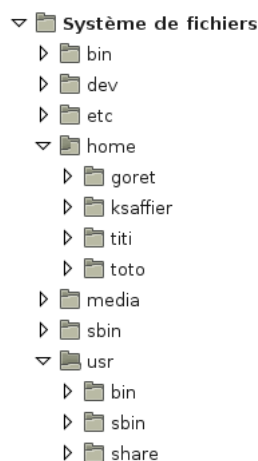 Système de fichiers
bin
dev
etc
home
goret
ksaffier
titi
toto
media
sbin
usr
bin
sbin
share